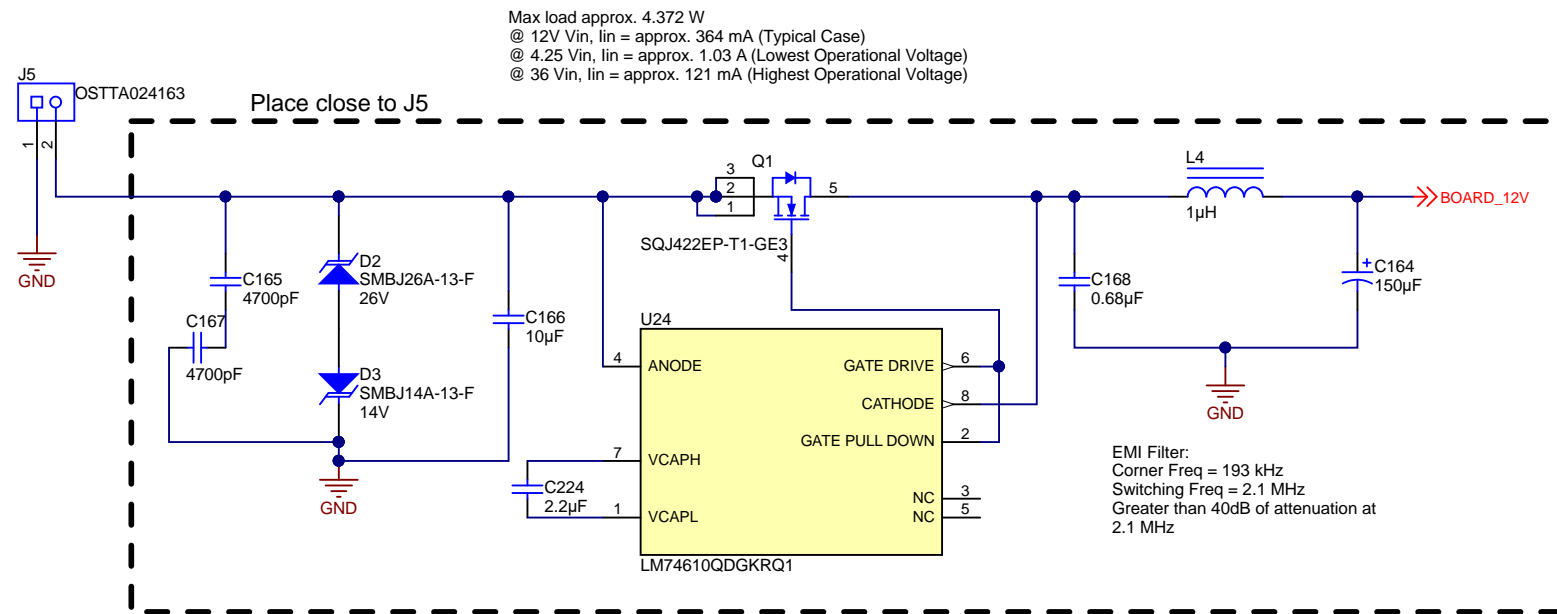 Max load approx. 4.372 W
@ 12V Vin, Iin = approx. 364 mA (Typical Case)
@ 4.25 Vin, Iin = approx. 1.03 A (Lowest Operational Voltage)
@ 36 Vin, Iin = approx. 121 mA (Highest Operational Voltage)
J5
OSTTA024163
Place close to J5
1
2
GND
C165
4700pF
C167
4700pF
D2
SMBJ26A-13-F
26V
D3
SMBJ14A-13-F
14V
GND
C166
10µF
Q1
3
2
1
5
4
SQJ422EP-T1-GE3
U24
4
ANODE
GATE DRIVE
6
CATHODE
8
GATE PULL DOWN
2
7
VCAPH
1
VCAPL
NC
3
NC
5
LM74610QDGKRQ1
C224
2.2µF
L4
1µH
BOARD_12V
C168
0.68µF
+
C164
150µF
GND
EMI Filter:
Corner Freq = 193 kHz
Switching Freq = 2.1 MHz
Greater than 40dB of attenuation at
2.1 MHz